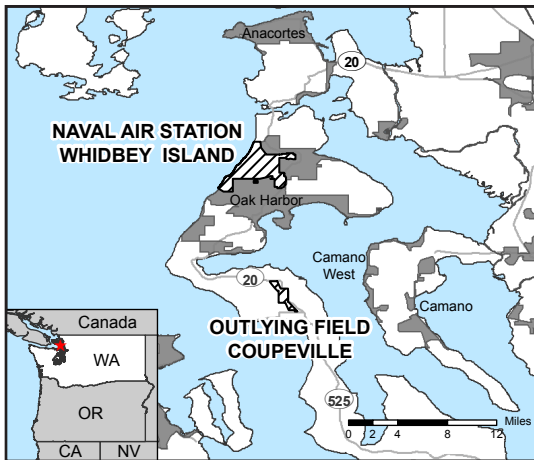 Anacortes
20
NAVAL AIR STATION
WHIDBEY ISLAND
Oak Harbor
Camano
West
20
Camano
OUTLYING FIELD
COUPEVILLE
Canada
WA
OR
CA
NV
525
Miles
0 2 4 8 12